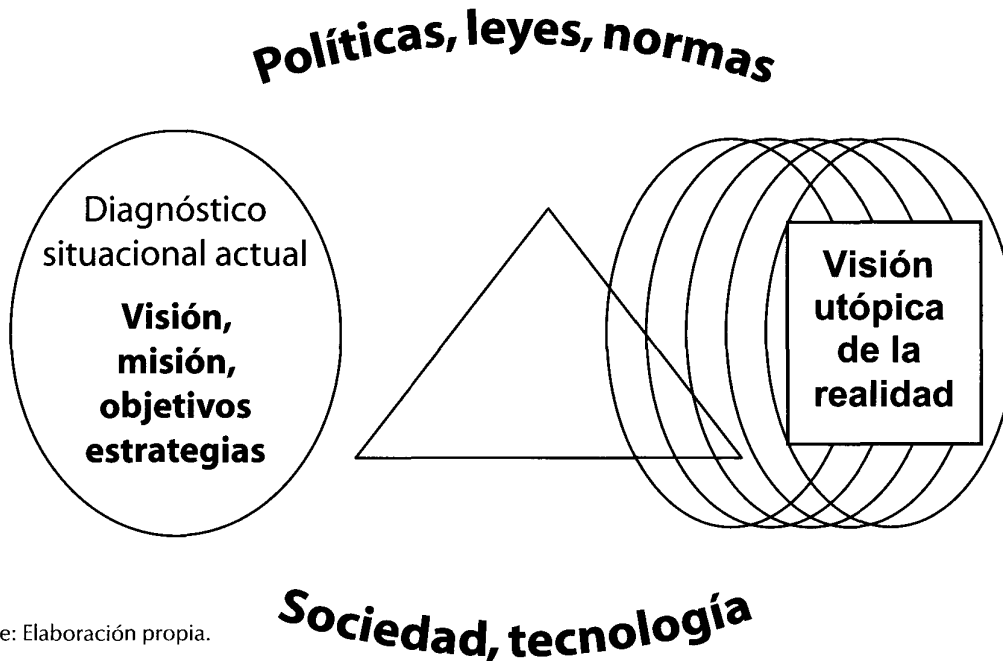 Políticas, leyes, normas
Diagnóstico
situacional actual
Visión,
misión,
objetivos
estrategias
Visión
utópica
de la
realidad
Sociedad, tecnología
e: Elaboración propia.